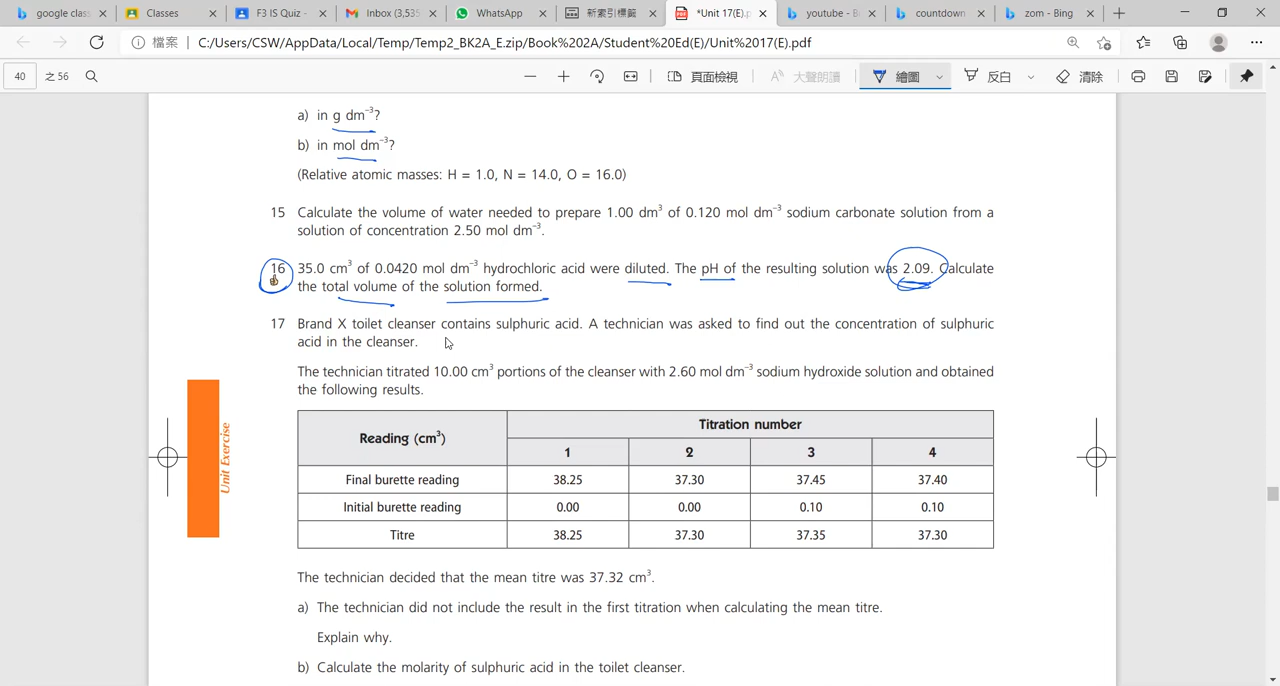 google class
Classes
F3 IS Quiz -
Inbox (3,535
WhatsApp
新索引標籤
*Unit 17(E).p
youtube - B
countdown
zom - Bing
檔案
C:/Users/CSW/AppData/Local/Temp/Temp2_BK2A_E.zip/Book%202A/Student%20Ed(E)/Unit%2017(E).pdf
40 之 56
頁面檢視
大聲朗讀
繪圖
反白
清除
a) in g dm⁻³?
b) in mol dm⁻³?
(Relative atomic masses: H = 1.0, N = 14.0, O = 16.0)
15 Calculate the volume of water needed to prepare 1.00 dm³ of 0.120 mol dm⁻³ sodium carbonate solution from a
solution of concentration 2.50 mol dm⁻³.
16 35.0 cm³ of 0.0420 mol dm⁻³ hydrochloric acid were diluted. The pH of the resulting solution was 2.09. Calculate
the total volume of the solution formed.
17 Brand X toilet cleanser contains sulphuric acid. A technician was asked to find out the concentration of sulphuric
acid in the cleanser.
The technician titrated 10.00 cm³ portions of the cleanser with 2.60 mol dm⁻³ sodium hydroxide solution and obtained
the following results.
Reading (cm³) Titration number
1 2 3 4
Final burette reading 38.25 37.30 37.45 37.40
Initial burette reading 0.00 0.00 0.10 0.10
Titre 38.25 37.30 37.35 37.30
Unit Exercise
The technician decided that the mean titre was 37.32 cm³.
a) The technician did not include the result in the first titration when calculating the mean titre.
Explain why.
b) Calculate the molarity of sulphuric acid in the toilet cleanser.